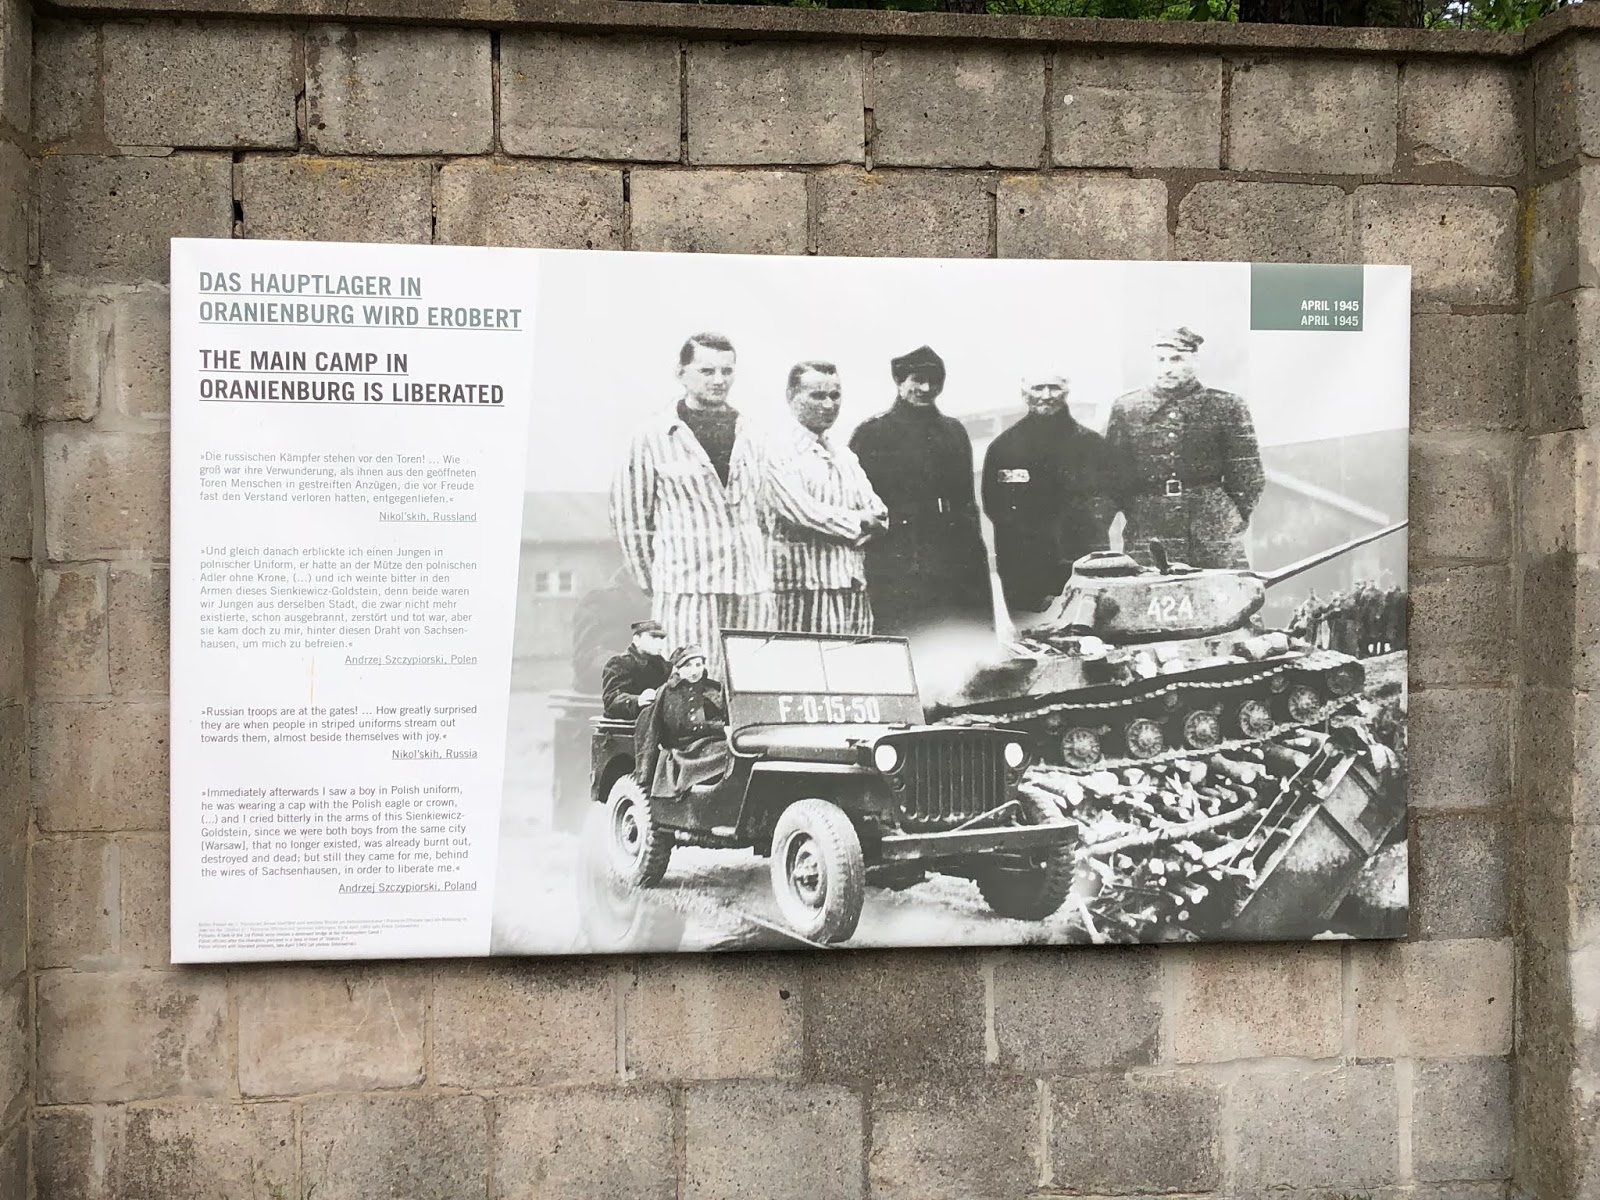 DAS HAUPTLAGER IN
ORANIENBURG WIRD EROBERT
THE MAIN CAMP IN
ORANIENBURG IS LIBERATED
»Die russischen Kämpfer stehen vor den Toren! ... Wie
groß war ihre Verwunderung, als ihnen aus den geöffneten
Toren Menschen in gestreiften Anzügen, die vor Freude
fast den Verstand verloren hatten, entgegenliefen.«
Nikol'skih, Russland
»Und gleich danach erblickte ich einen Jungen in
polnischer Uniform, er hatte an der Mütze den polnischen
Adler ohne Krone, (...) und ich weinte bitter in den
Armen dieses Sienkiewicz-Goldstein, denn beide waren
wir Jungen aus derselben Stadt, die zwar nicht mehr
existierte, schon ausgebrannt, zerstört und tot war, aber
sie kam doch zu mir, hinter diesen Draht von Sachsen-
hausen, um mich zu befreien.«
Andrzej Szczypiorski, Polen
»Russian troops are at the gates! ... How greatly surprised
they are when people in striped uniforms stream out
towards them, almost beside themselves with joy.«
Nikol'skih, Russia
»Immediately afterwards I saw a boy in Polish uniform,
he was wearing a cap with the Polish eagle or crown,
(...) and I cried bitterly in the arms of this Sienkiewicz-
Goldstein, since we were both boys from the same city
[Warsaw], that no longer existed, was already burnt out,
destroyed and dead; but still they came for me, behind
the wires of Sachsenhausen, in order to liberate me.«
Andrzej Szczypiorski, Poland
APRIL 1945
APRIL 1945
424
F-0-15-50